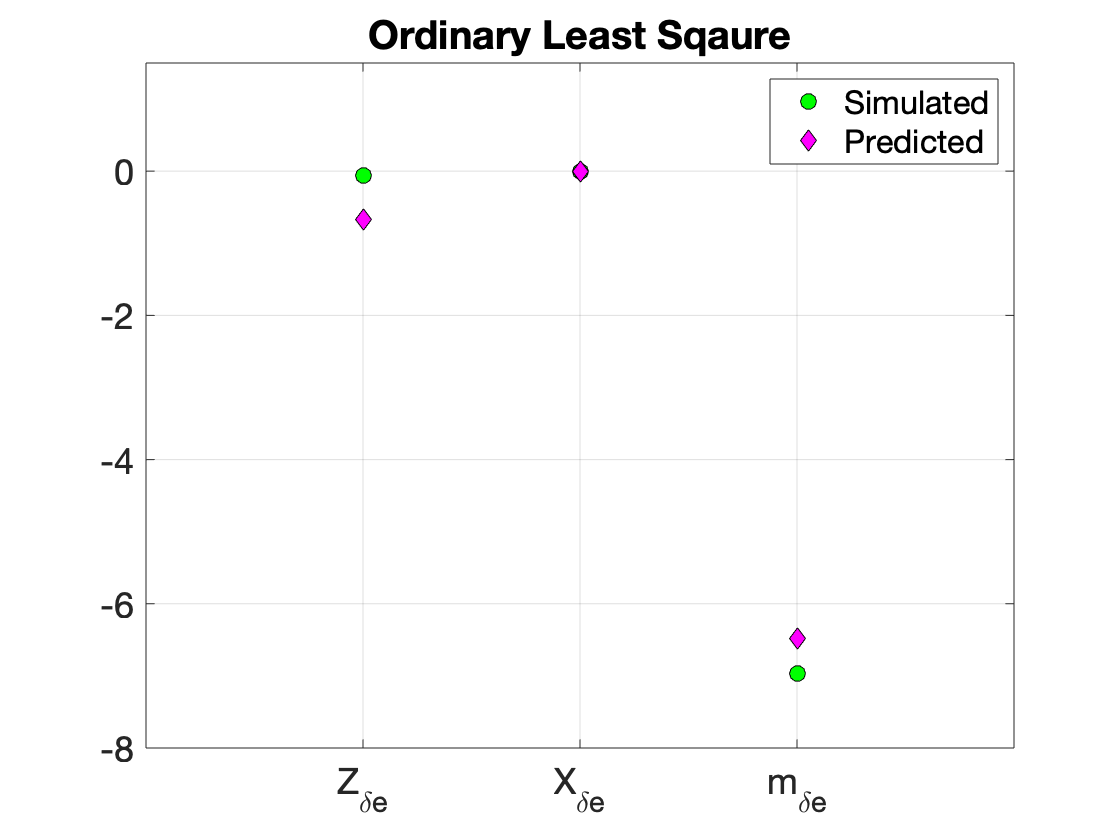 Ordinary Least Sqaure
Simulated
Predicted
0
-2
-4
-6
-8
Z_δe X_δe m_δe